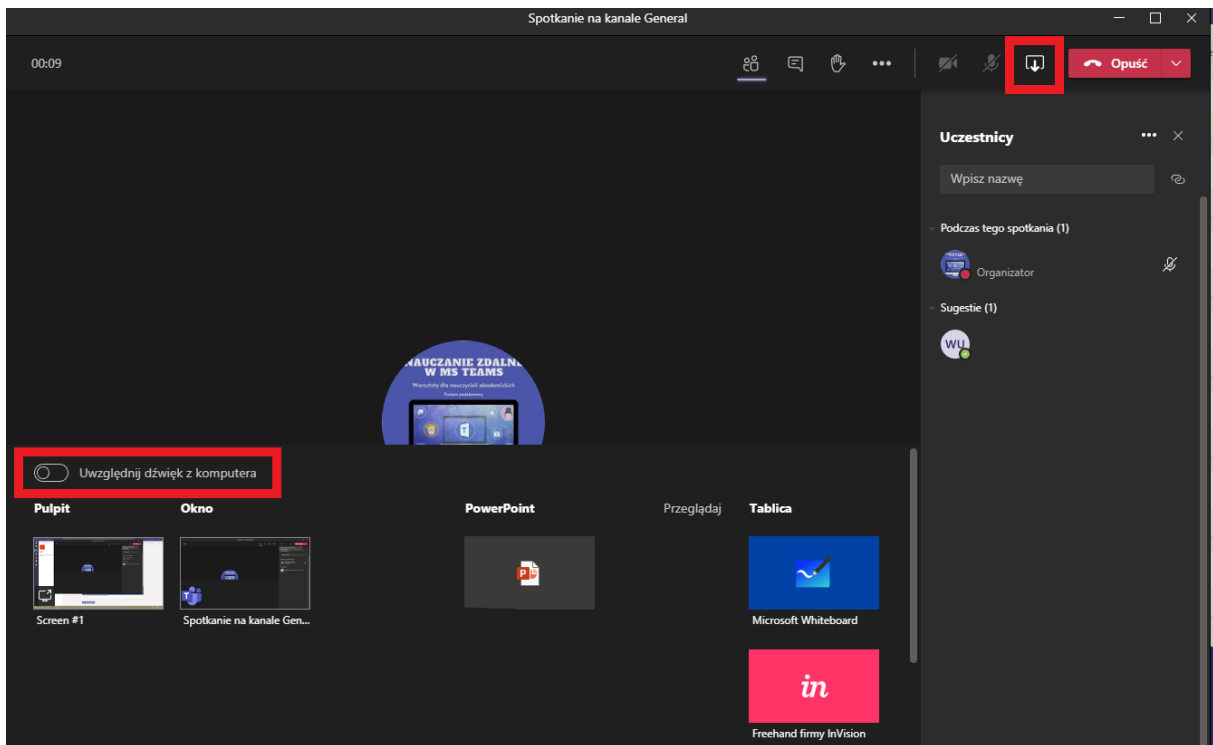 Spotkanie na kanale General
00:09
Opuść
Uczestnicy
Wpisz nazwę
Podczas tego spotkania (1)
Organizator
Sugestie (1)
WU
NAUCZANIE ZDALNE
W MS TEAMS
Warsztaty dla nauczycieli akademickich
Poziom podstawowy
Uwzględnij dźwięk z komputera
Pulpit
Okno
PowerPoint
Przeglądaj
Tablica
Screen #1
Spotkanie na kanale Gen...
Microsoft Whiteboard
in
Freehand firmy InVision